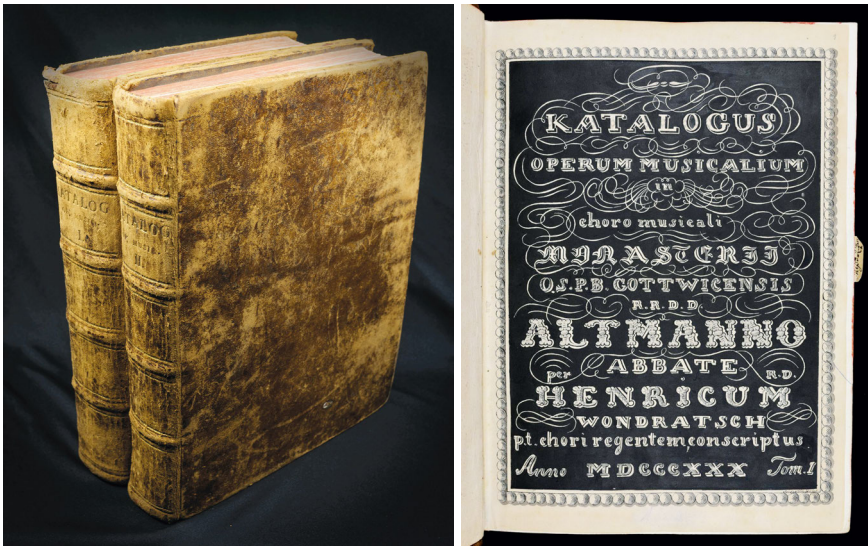 KATALOG
I.
KATALOG
MUSICAL
II
KATALOGUS
OPERUM MUSICALIUM
in
choro musicali
MONASTERII
O.S.P.B. GOTTWICENSIS
R.R.D.D.
ALTMANNO
ABBATE
per R.D.
HENRICUM
WONDRATSCH
p.t. chori regentem, conscriptus
Anno MDCCCXXX Tom. I